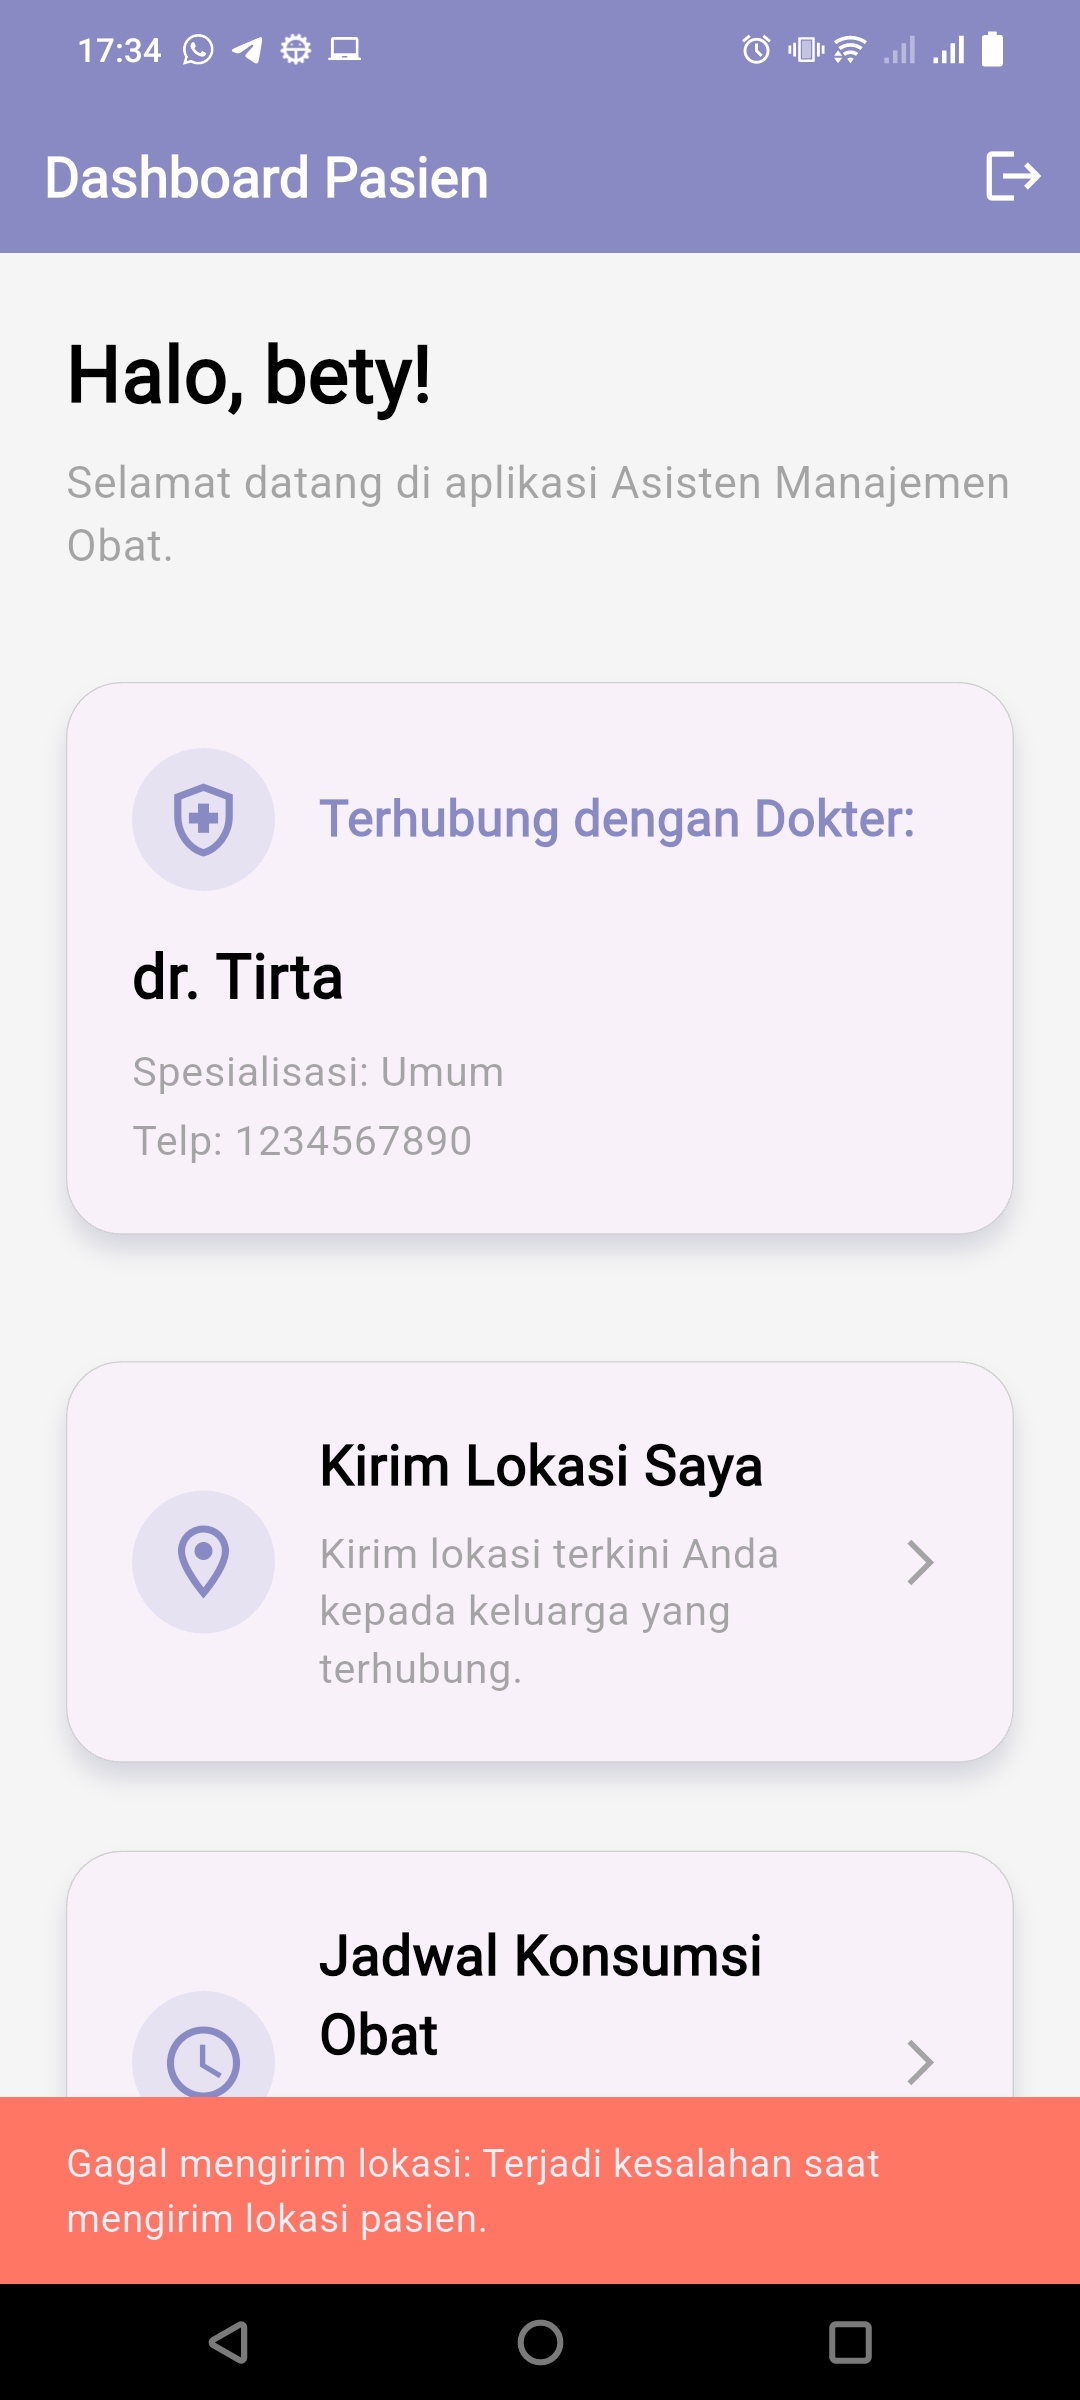 17:34
Dashboard Pasien
Halo, bety!
Selamat datang di aplikasi Asisten Manajemen
Obat.
Terhubung dengan Dokter:
dr. Tirta
Spesialisasi: Umum
Telp: 1234567890
Kirim Lokasi Saya
Kirim lokasi terkini Anda
kepada keluarga yang
terhubung.
Jadwal Konsumsi
Obat
Gagal mengirim lokasi: Terjadi kesalahan saat
mengirim lokasi pasien.